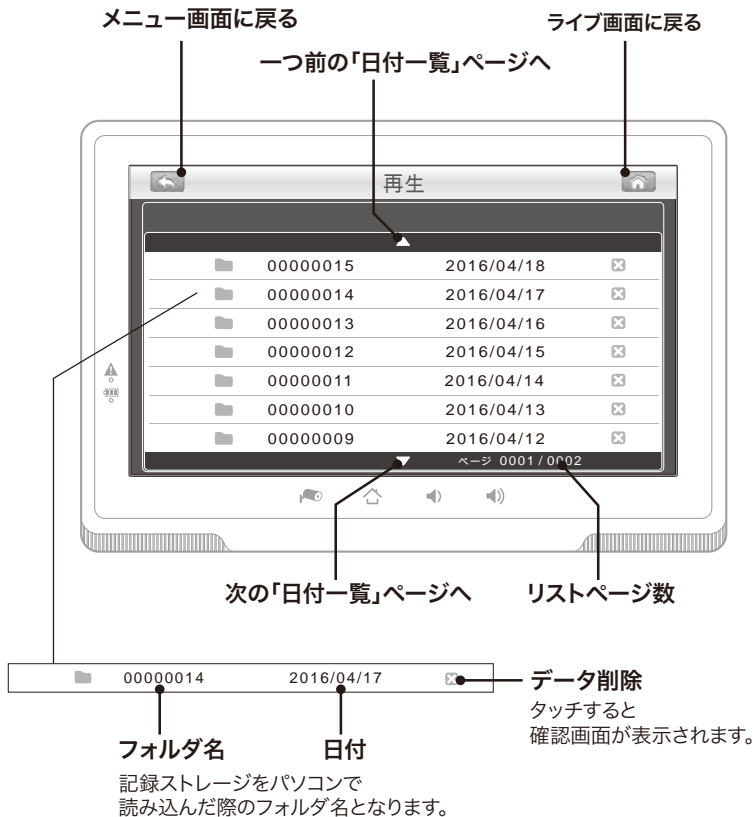 メニュー画面に戻る
ライブ画面に戻る
一つ前の「日付一覧」ページへ
再生
00000015 2016/04/18
00000014 2016/04/17
00000013 2016/04/16
00000012 2016/04/15
00000011 2016/04/14
00000010 2016/04/13
00000009 2016/04/12
ページ 0001 / 0002
次の「日付一覧」ページへ
リストページ数
00000014 2016/04/17
データ削除
タッチすると
確認画面が表示されます。
フォルダ名
日付
記録ストレージをパソコンで
読み込んだ際のフォルダ名となります。